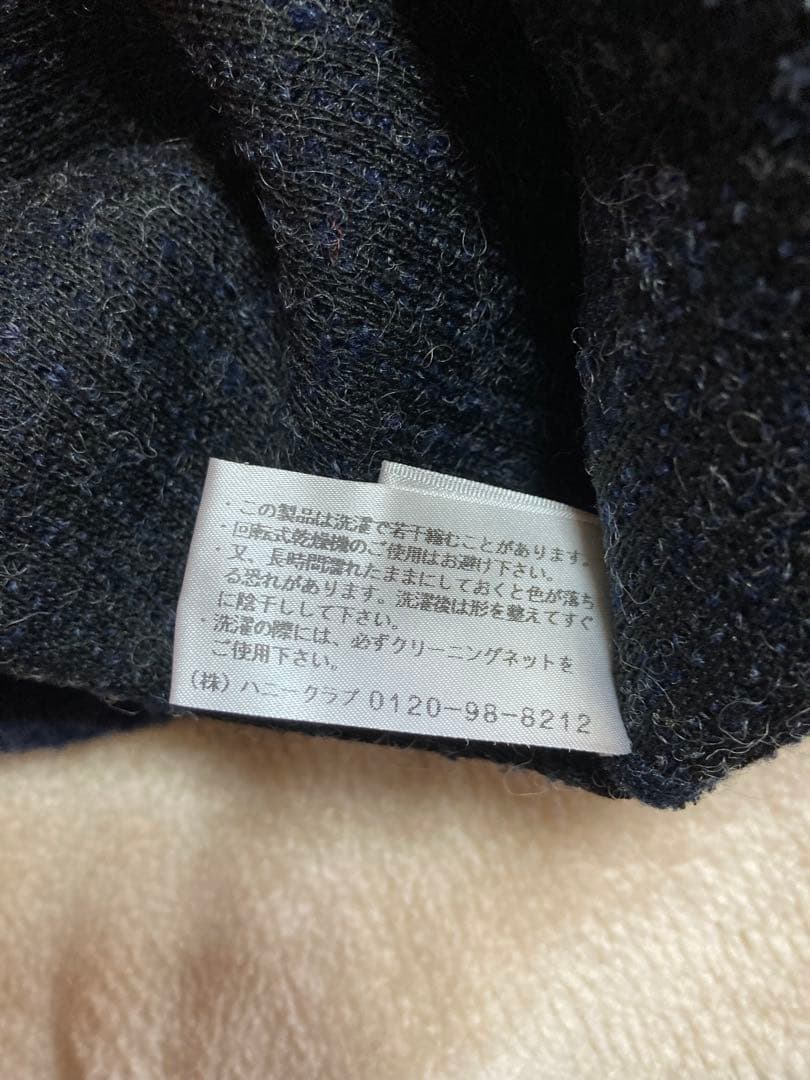 ・この製品は洗濯で若干縮むことがあります。
・回転式乾燥機のご使用はお避け下さい。
・又、長時間濡れたままにしておくと色が落ち
る恐れがあります。洗濯後は形を整えてすぐ
に陰干しして下さい。
・洗濯の際には、必ずクリーニングネットを
ご使用下さい。
(株)ハニークラブ 0120-98-8212